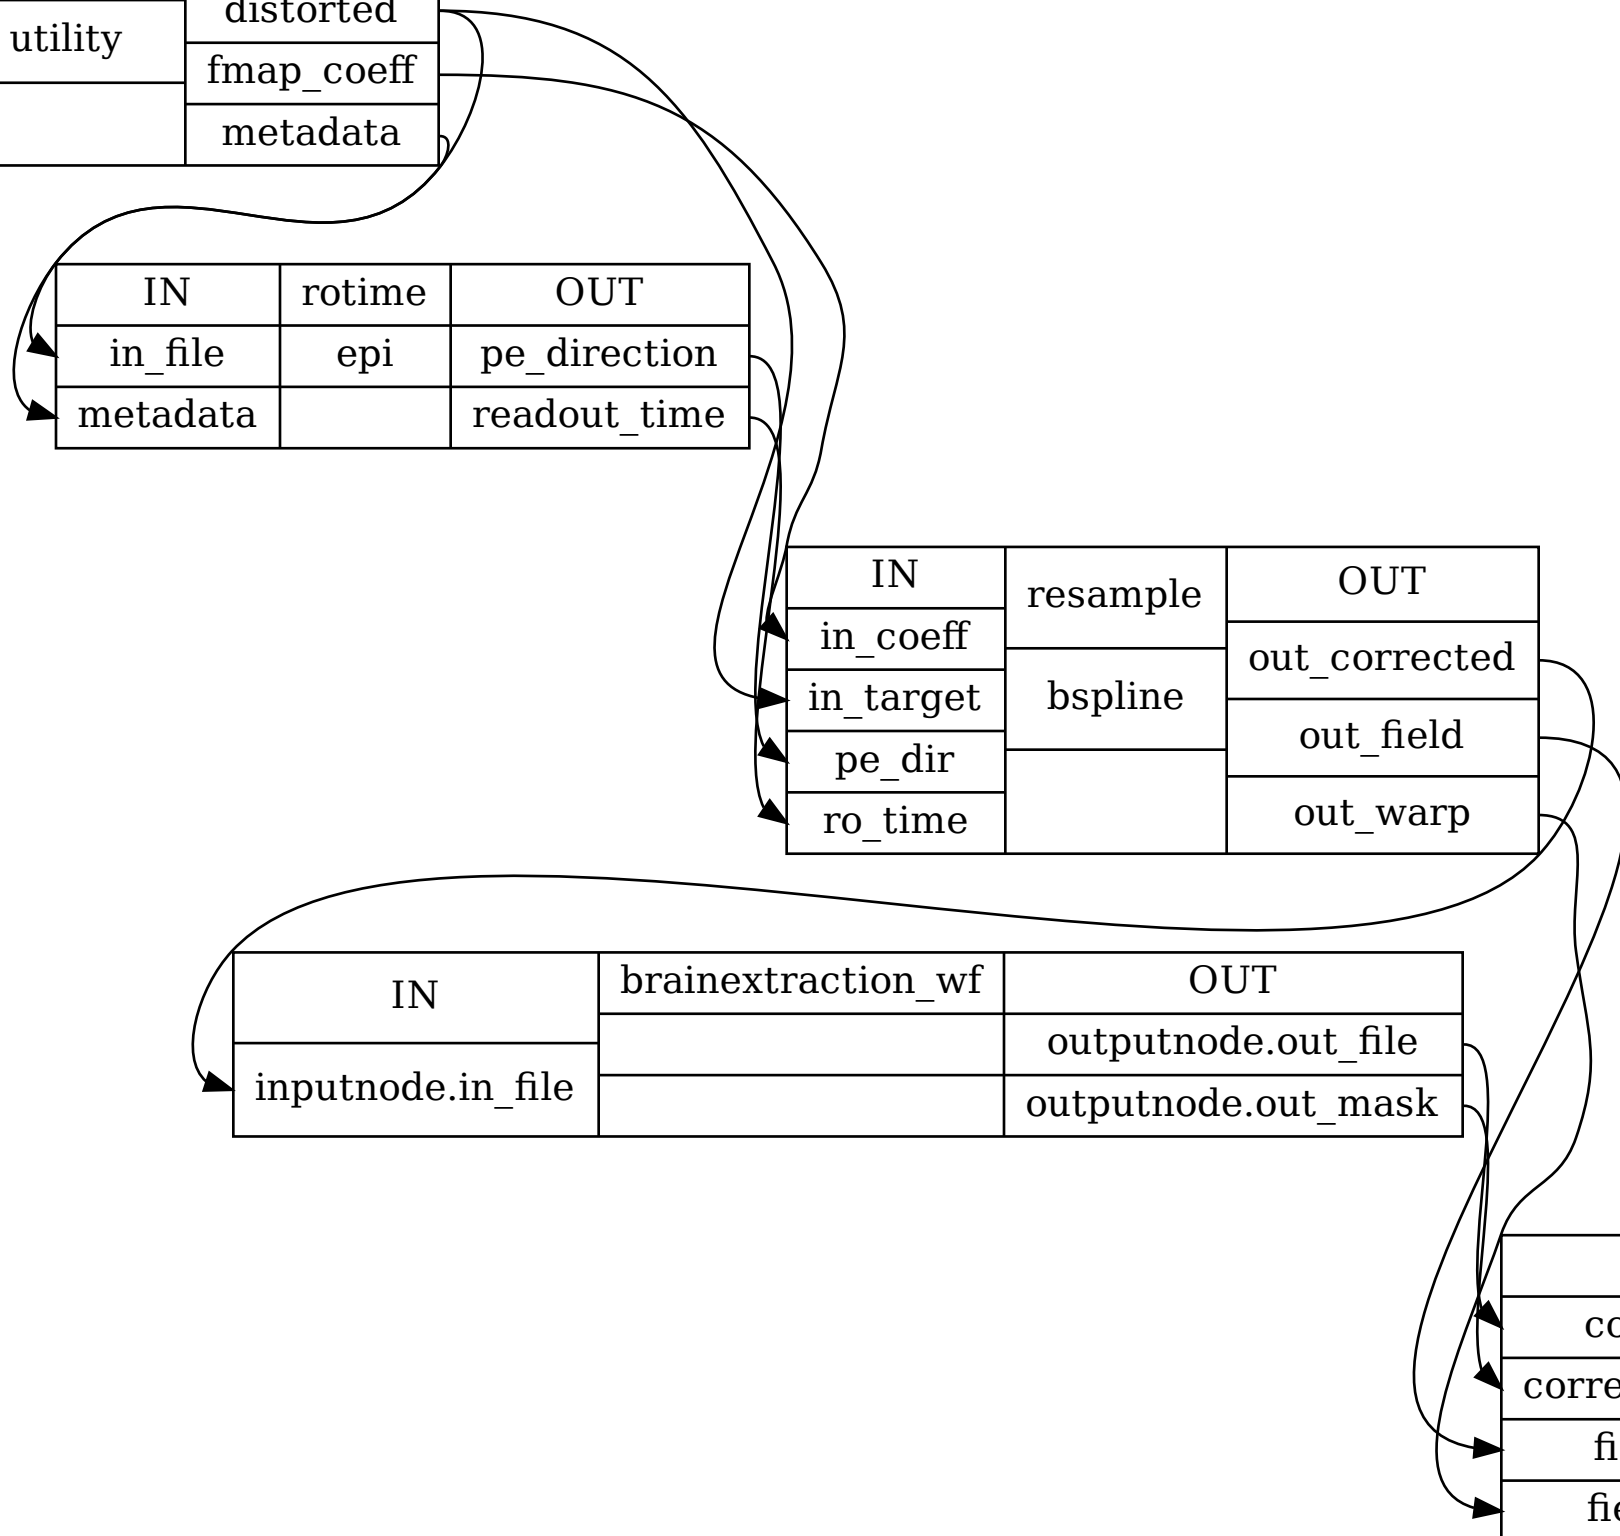 distorted
utility
fmap_coeff
metadata
IN rotime OUT
in_file epi pe_direction
metadata readout_time
IN resample OUT
in_coeff
out_corrected
in_target bspline
out_field
pe_dir
ro_time out_warp
IN brainextraction_wf OUT
outputnode.out_file
inputnode.in_file
outputnode.out_mask